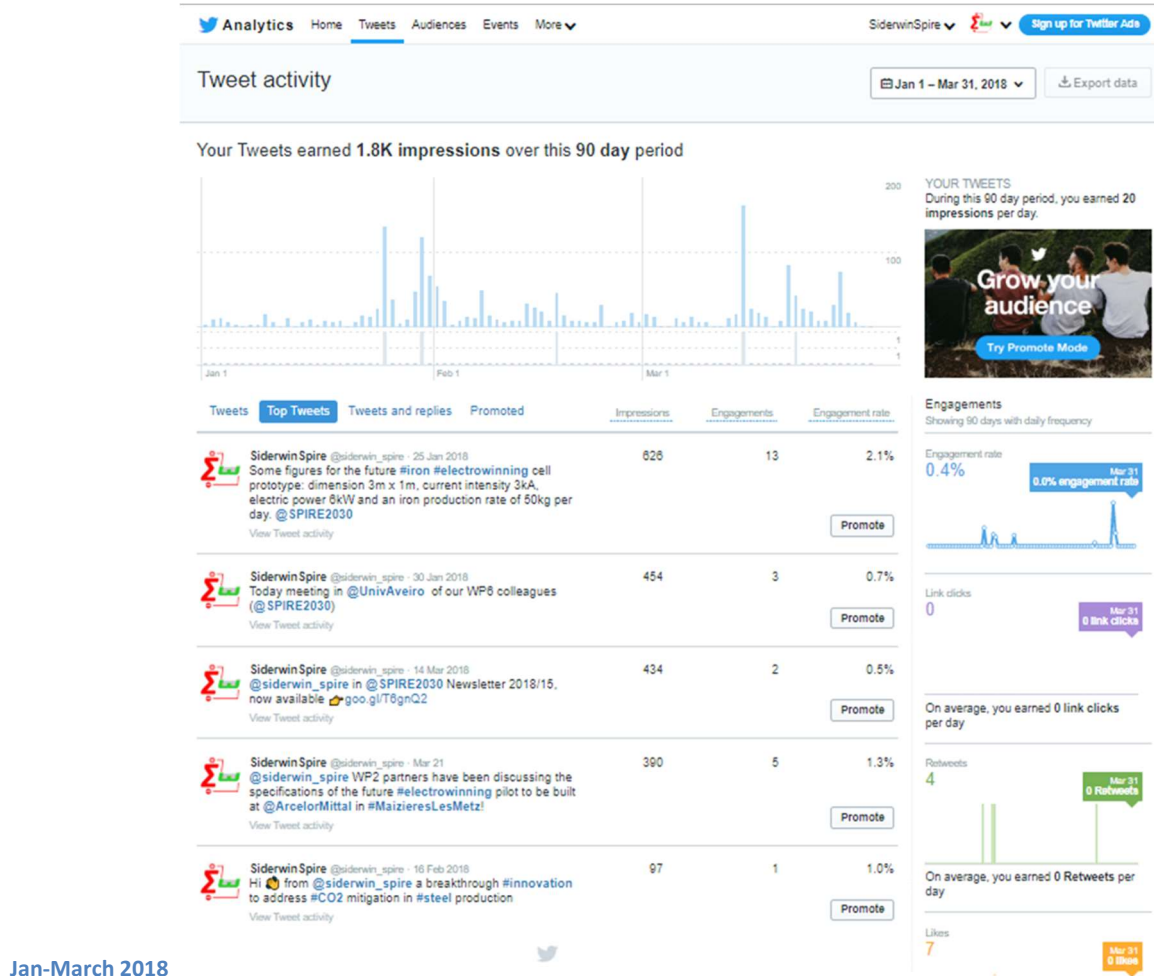 Analytics Home Tweets Audiences Events More SiderwinSpire Sign up for Twitter Ads
Tweet activity
Jan 1 – Mar 31, 2018 Export data
Your Tweets earned 1.8K impressions over this 90 day period
200
100
1
1
Jan 1 Feb 1 Mar 1
YOUR TWEETS
During this 90 day period, you earned 20
impressions per day.
Grow your
audience
Try Promote Mode
Tweets Top Tweets Tweets and replies Promoted Impressions Engagements Engagement rate
Siderwin Spire @siderwin_spire · 25 Jan 2018 626 13 2.1%
Some figures for the future #iron #electrowinning cell
prototype: dimension 3m x 1m, current intensity 3kA,
electric power 6kW and an iron production rate of 50kg per
day. @SPIRE2030
View Tweet activity
Promote
Siderwin Spire @siderwin_spire · 30 Jan 2018 454 3 0.7%
Today meeting in @UnivAveiro of our WP6 colleagues
(@SPIRE2030)
View Tweet activity
Promote
Siderwin Spire @siderwin_spire · 14 Mar 2018 434 2 0.5%
@siderwin_spire in @SPIRE2030 Newsletter 2018/15,
now available 👉goo.gl/T6gnQ2
View Tweet activity
Promote
Siderwin Spire @siderwin_spire · Mar 21 390 5 1.3%
@siderwin_spire WP2 partners have been discussing the
specifications of the future #electrowinning pilot to be built
at @ArcelorMittal in #MaizieresLesMetz!
View Tweet activity
Promote
Siderwin Spire @siderwin_spire · 16 Feb 2018 97 1 1.0%
Hi 👏 from @siderwin_spire a breakthrough #innovation
to address #CO2 mitigation in #steel production
View Tweet activity
Promote
Engagements
Showing 90 days with daily frequency
Engagement rate
0.4%
Mar 31
0.0% engagement rate
Link clicks
0
Mar 31
0 link clicks
On average, you earned 0 link clicks
per day
Retweets
4
Mar 31
0 Retweets
On average, you earned 0 Retweets per
day
Likes
7
Mar 31
0 likes
Jan-March 2018